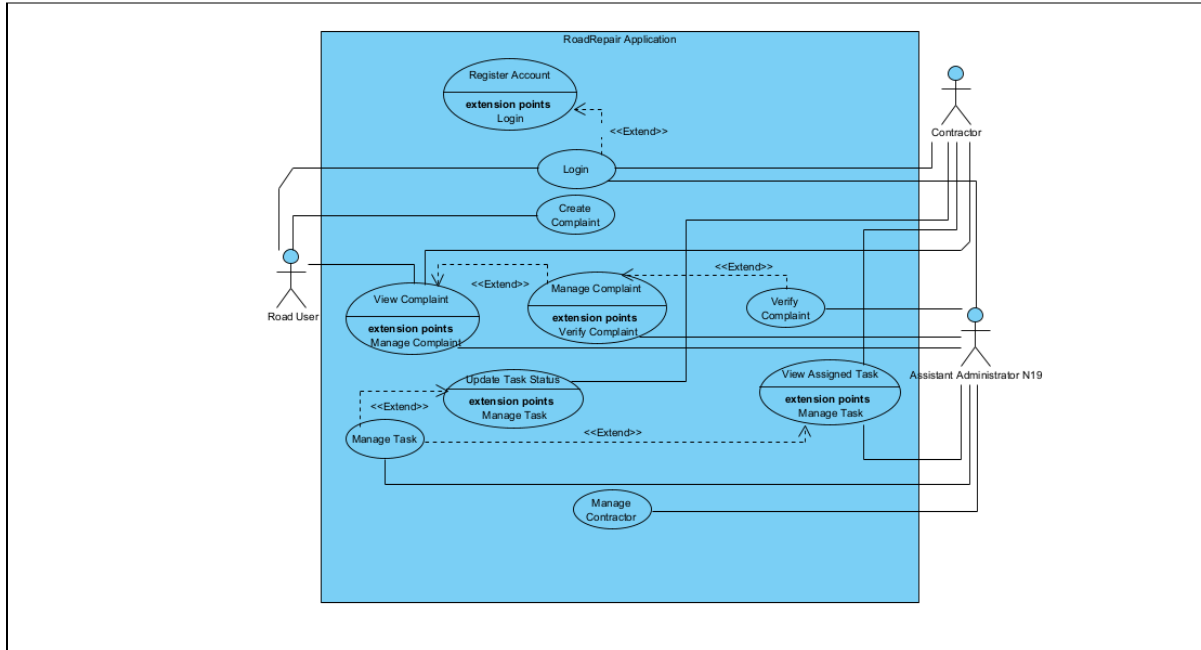 RoadRepair Application
Register Account
extension points
Login
<<Extend>>
Contractor
Login
Create
Complaint
<<Extend>>
<<Extend>>
Manage Complaint
extension points
Verify Complaint
View Complaint
extension points
Manage Complaint
Verify
Complaint
Road User
Assistant Administrator N19
Update Task Status
extension points
Manage Task
View Assigned Task
extension points
Manage Task
<<Extend>>
<<Extend>>
Manage Task
Manage
Contractor